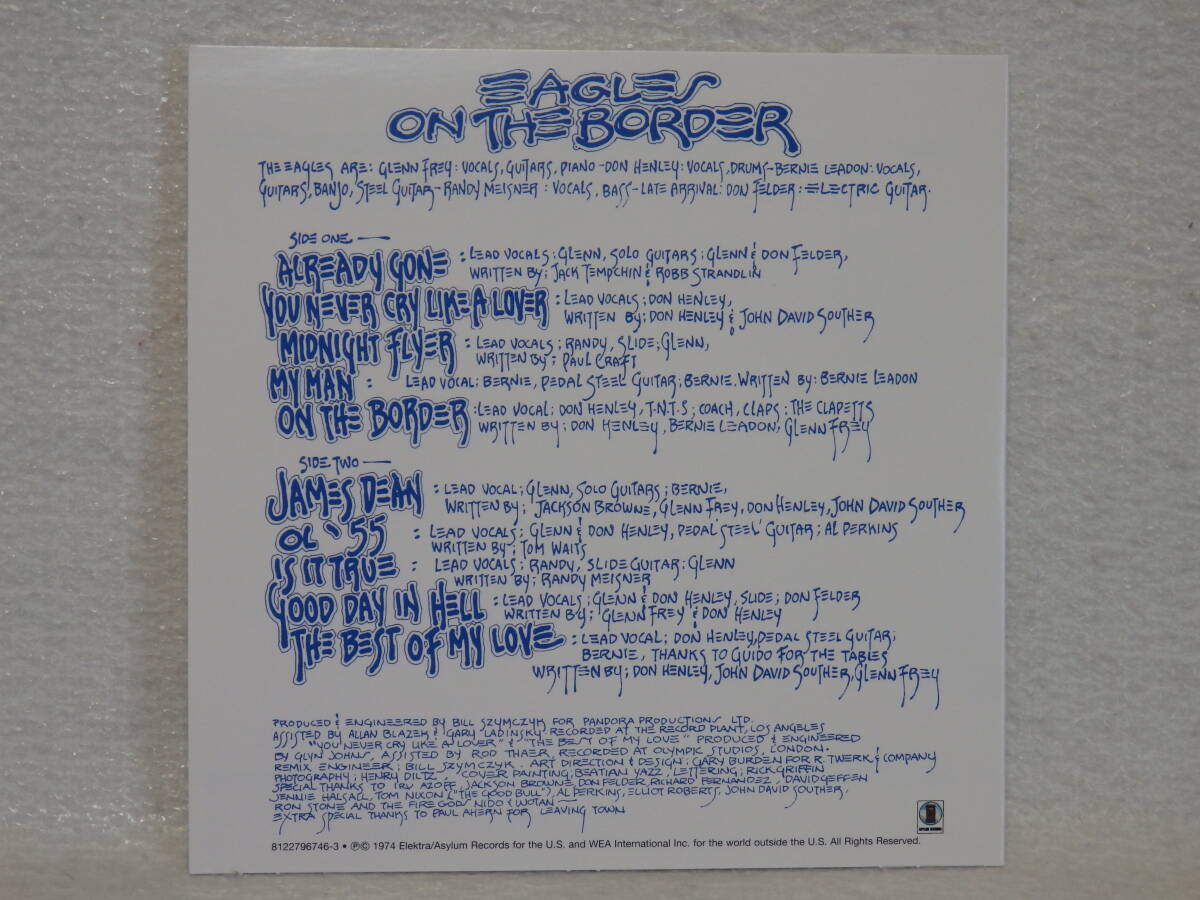 EAGLES
ON THE BORDER
THE EAGLES ARE: GLENN FREY: VOCALS, GUITARS, PIANO - DON HENLEY: VOCALS, DRUMS - BERNIE LEADON: VOCALS,
GUITARS, BANJO, STEEL GUITAR - RANDY MEISNER: VOCALS, BASS - LATE ARRIVAL: DON FELDER: ELECTRIC GUITAR.
SIDE ONE —
ALREADY GONE : LEAD VOCALS; GLENN, SOLO GUITARS; GLENN & DON FELDER,
WRITTEN BY; JACK TEMPCHIN & ROBB STRANDLIN
YOU NEVER CRY LIKE A LOVER : LEAD VOCALS; DON HENLEY,
WRITTEN BY; DON HENLEY & JOHN DAVID SOUTHER
MIDNIGHT FLYER : LEAD VOCALS; RANDY, SLIDE; GLENN,
WRITTEN BY; PAUL CRAFT
MY MAN : LEAD VOCAL; BERNIE, PEDAL STEEL GUITAR; BERNIE. WRITTEN BY: BERNIE LEADON
ON THE BORDER : LEAD VOCAL; DON HENLEY, T.N.T.S; COACH, CLAPS; THE CLAPETTS
WRITTEN BY; DON HENLEY, BERNIE LEADON, GLENN FREY
SIDE TWO —
JAMES DEAN : LEAD VOCAL; GLENN, SOLO GUITARS; BERNIE,
WRITTEN BY; JACKSON BROWNE, GLENN FREY, DON HENLEY, JOHN DAVID SOUTHER
OL '55 : LEAD VOCALS; GLENN & DON HENLEY, PEDAL STEEL GUITAR; AL PERKINS
WRITTEN BY; TOM WAITS
IS IT TRUE : LEAD VOCALS; RANDY, SLIDE GUITAR: GLENN
WRITTEN BY; RANDY MEISNER
GOOD DAY IN HELL : LEAD VOCALS; GLENN & DON HENLEY, SLIDE; DON FELDER
WRITTEN BY; GLENN FREY & DON HENLEY
THE BEST OF MY LOVE : LEAD VOCAL; DON HENLEY, PEDAL STEEL GUITAR;
BERNIE, THANKS TO GUIDO FOR THE TABLES
WRITTEN BY; DON HENLEY, JOHN DAVID SOUTHER, GLENN FREY
PRODUCED & ENGINEERED BY BILL SZYMCZYK FOR PANDORA PRODUCTIONS LTD.
ASSISTED BY ALLAN BLAZEK & GARY LADINSKY RECORDED AT THE RECORD PLANT, LOS ANGELES
"YOU NEVER CRY LIKE A LOVER" & "THE BEST OF MY LOVE" PRODUCED & ENGINEERED
BY GLYN JOHNS, ASSISTED BY ROD THAER, RECORDED AT OLYMPIC STUDIOS, LONDON.
REMIX ENGINEER; BILL SZYMCZYK. ART DIRECTION & DESIGN: GARY BURDEN FOR R. TWERK & COMPANY
PHOTOGRAPHY; HENRY DILTZ, COVER PAINTING; BEATIAN YAZZ, LETTERING; RICK GRIFFIN
SPECIAL THANKS TO IRV AZOFF, JACKSON BROWNE, DON FELDER, RICHARD FERNANDEZ, DAVID GEFFEN
JENNIE HALSALL, TOM NIXON ("THE GOOD BULL"), AL PERKINS, ELLIOT ROBERTS, JOHN DAVID SOUTHER,
RON STONE AND THE FIRE GODS NIDO & WOTAN —
EXTRA SPECIAL THANKS TO PAUL AHERN FOR LEAVING TOWN
8122796746-3 • ℗© 1974 Elektra/Asylum Records for the U.S. and WEA International Inc. for the world outside the U.S. All Rights Reserved.